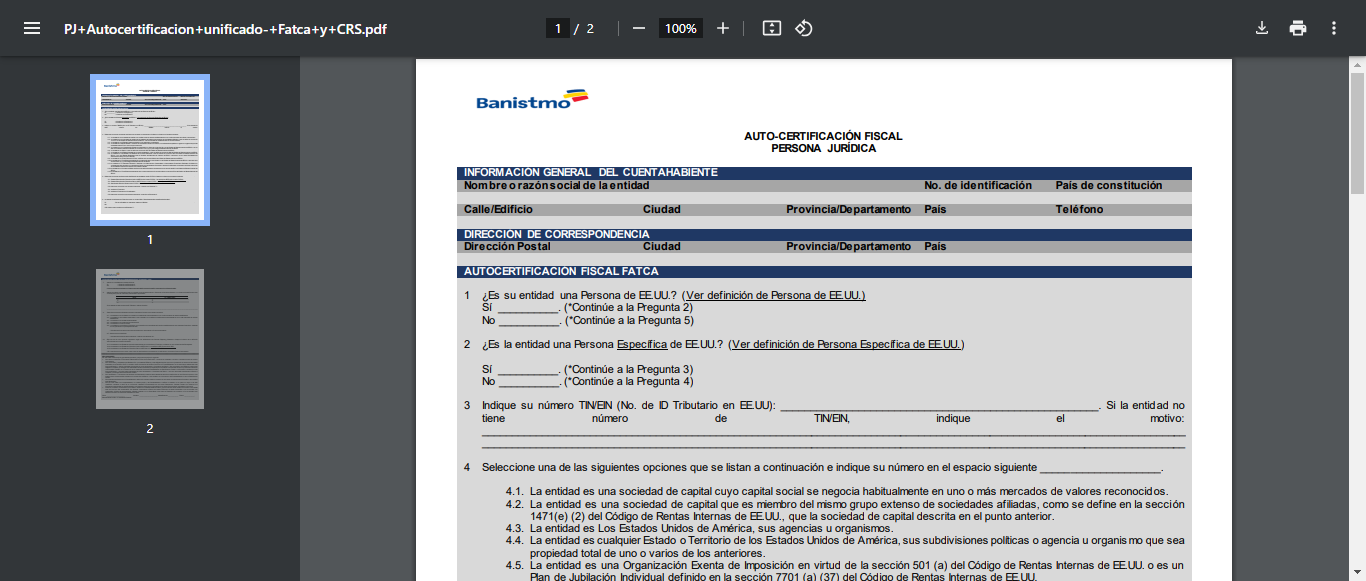 PJ+Autocertificacion+unificado-+Fatca+y+CRS.pdf
1 / 2
100%
1
2
Banistmo
AUTO-CERTIFICACIÓN FISCAL
PERSONA JURÍDICA
INFORMACIÓN GENERAL DEL CUENTAHABIENTE
Nombre o razón social de la entidad No. de identificación País de constitución
Calle/Edificio Ciudad Provincia/Departamento País Teléfono
DIRECCIÓN DE CORRESPONDENCIA
Dirección Postal Ciudad Provincia/Departamento País
AUTOCERTIFICACIÓN FISCAL FATCA
1 ¿Es su entidad una Persona de EE.UU.? (Ver definición de Persona de EE.UU.)
Sí __________. (*Continúe a la Pregunta 2)
No __________. (*Continúe a la Pregunta 5)
2 ¿Es la entidad una Persona Específica de EE.UU.? (Ver definición de Persona Específica de EE.UU.)
Sí __________. (*Continúe a la Pregunta 3)
No __________. (*Continúe a la Pregunta 4)
3 Indique su número TIN/EIN (No. de ID Tributario en EE.UU): ____________________. Si la entidad no
tiene número de TIN/EIN, indique el motivo:
4 Seleccione una de las siguientes opciones que se listan a continuación e indique su número en el espacio siguiente ____________________.
4.1. La entidad es una sociedad de capital cuyo capital social se negocia habitualmente en uno o más mercados de valores reconocidos.
4.2. La entidad es una sociedad de capital que es miembro del mismo grupo extenso de sociedades afiliadas, como se define en la sección
1471(e) (2) del Código de Rentas Internas de EE.UU., que la sociedad de capital descrita en el punto anterior.
4.3. La entidad es Los Estados Unidos de América, sus agencias u organismos.
4.4. La entidad es cualquier Estado o Territorio de los Estados Unidos de América, sus subdivisiones políticas o agencia u organismo que sea
propiedad total de uno o varios de los anteriores.
4.5. La entidad es una Organización Exenta de Imposición en virtud de la sección 501 (a) del Código de Rentas Internas de EE.UU. o es un
Plan de Jubilación Individual definido en la sección 7701 (a) (37) del Código de Rentas Internas de EE.UU.